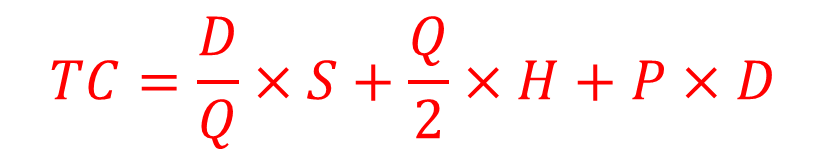 TC = D/Q × S + Q/2 × H + P × D